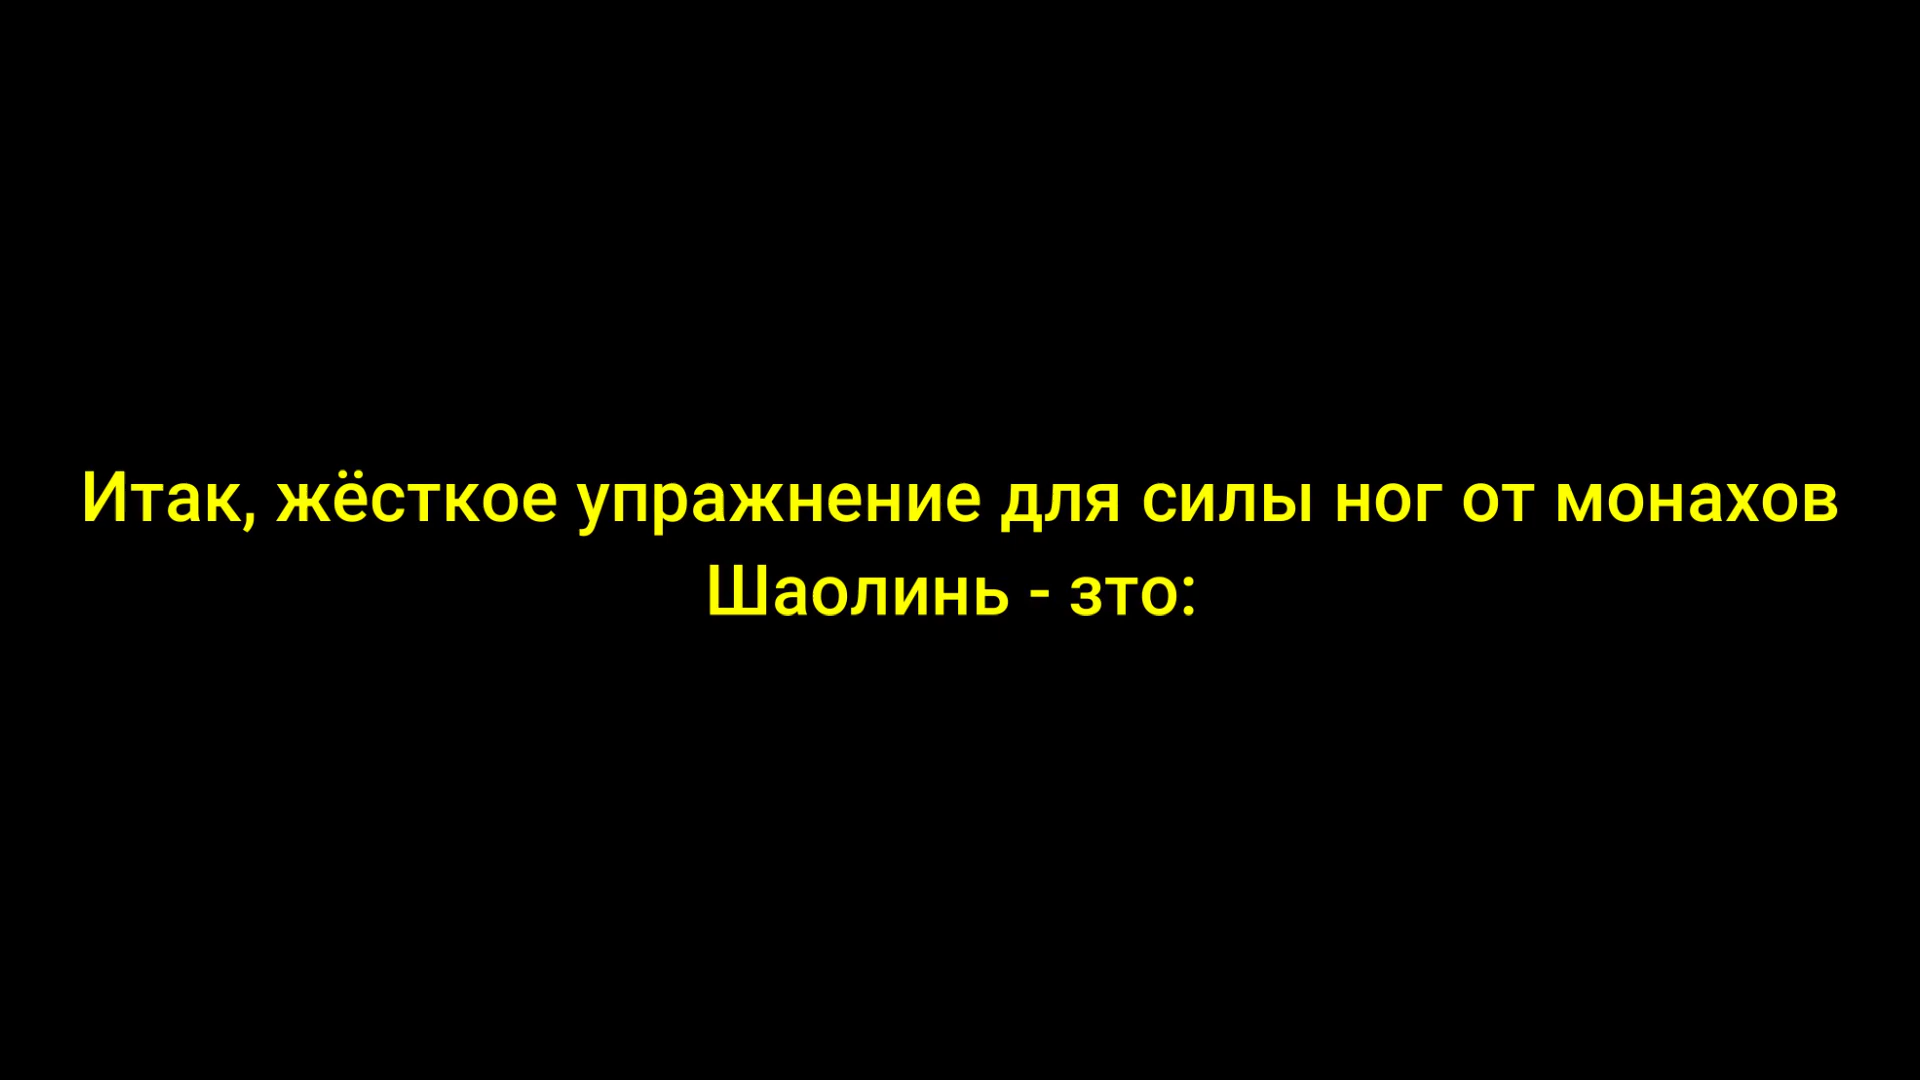 Итак, жёсткое упражнение для силы ног от монахов
Шаолинь - зто: